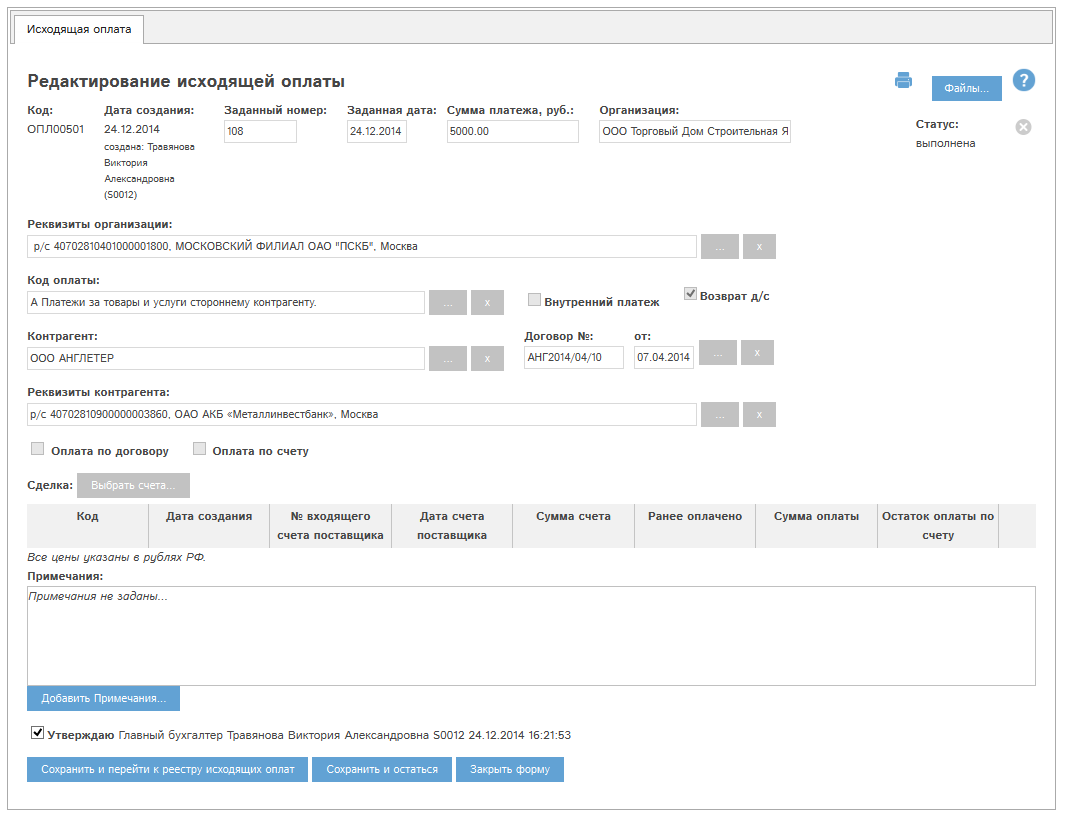 Исходящая оплата
Редактирование исходящей оплаты
Файлы...
?
Код:
ОПЛ00501
Дата создания:
24.12.2014
создана: Травянова
Виктория
Александровна
(S0012)
Заданный номер:
108
Заданная дата:
24.12.2014
Сумма платежа, руб.:
5000.00
Организация:
ООО Торговый Дом Строительная Я
Статус:
выполнена
Реквизиты организации:
р/с 40702810401000001800, МОСКОВСКИЙ ФИЛИАЛ ОАО "ПСКБ", Москва
...
x
Код оплаты:
А Платежи за товары и услуги стороннему контрагенту.
...
x
Внутренний платеж
Возврат д/с
Контрагент:
ООО АНГЛЕТЕР
...
x
Договор №:
АНГ2014/04/10
от:
07.04.2014
...
x
Реквизиты контрагента:
р/с 40702810900000003860, ОАО АКБ «Металлинвестбанк», Москва
...
x
Оплата по договору
Оплата по счету
Сделка:
Выбрать счета...
Код
Дата создания
№ входящего
счета поставщика
Дата счета
поставщика
Сумма счета
Ранее оплачено
Сумма оплаты
Остаток оплаты по
счету
Все цены указаны в рублях РФ.
Примечания:
Примечания не заданы...
Добавить Примечания...
Утверждаю Главный бухгалтер Травянова Виктория Александровна S0012 24.12.2014 16:21:53
Сохранить и перейти к реестру исходящих оплат
Сохранить и остаться
Закрыть форму